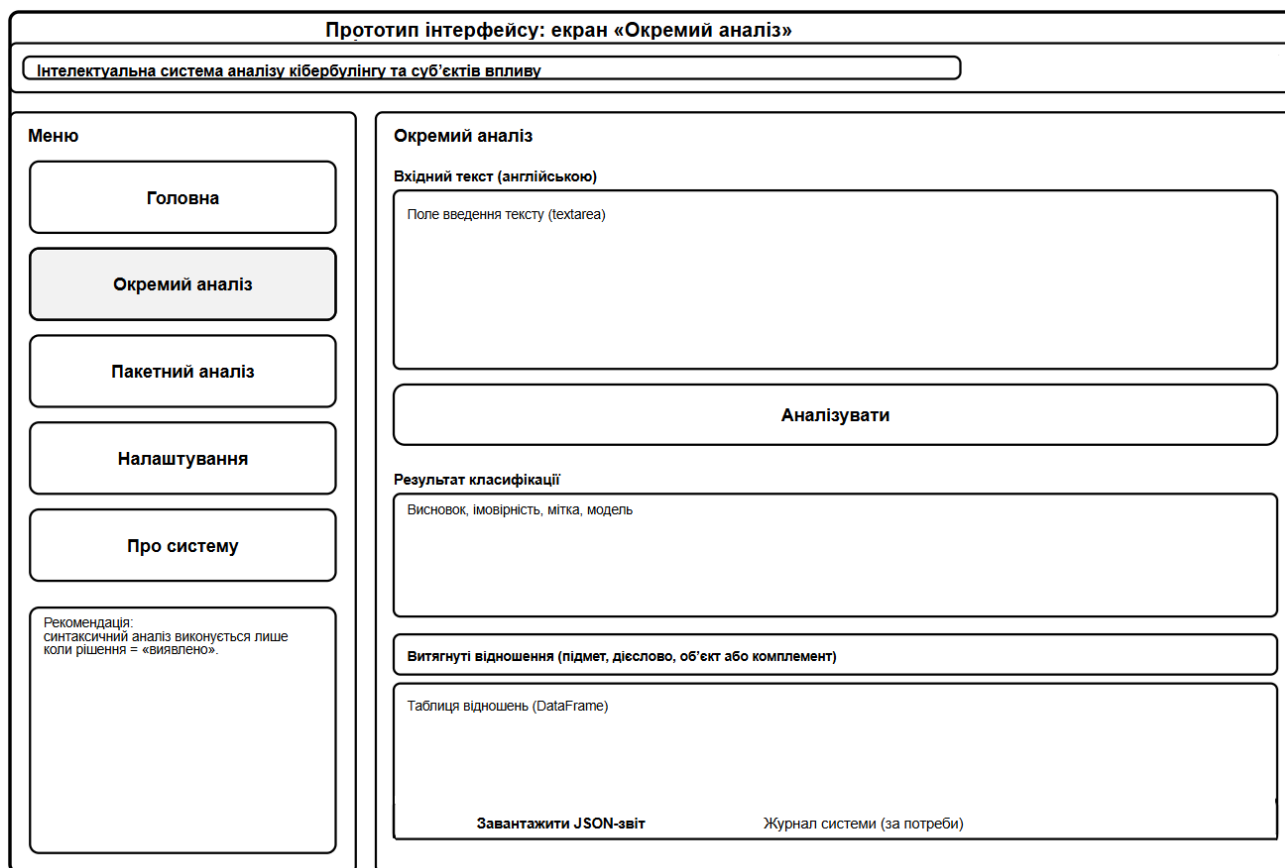 Прототип інтерфейсу: екран «Окремий аналіз»
Інтелектуальна система аналізу кібербулінгу та суб’єктів впливу
Меню
Головна
Окремий аналіз
Пакетний аналіз
Налаштування
Про систему
Рекомендація:
синтаксичний аналіз виконується лише
коли рішення = «виявлено».
Окремий аналіз
Вхідний текст (англійською)
Поле введення тексту (textarea)
Аналізувати
Результат класифікації
Висновок, імовірність, мітка, модель
Витягнуті відношення (підмет, дієслово, об’єкт або комплемент)
Таблиця відношень (DataFrame)
Завантажити JSON-звіт
Журнал системи (за потреби)